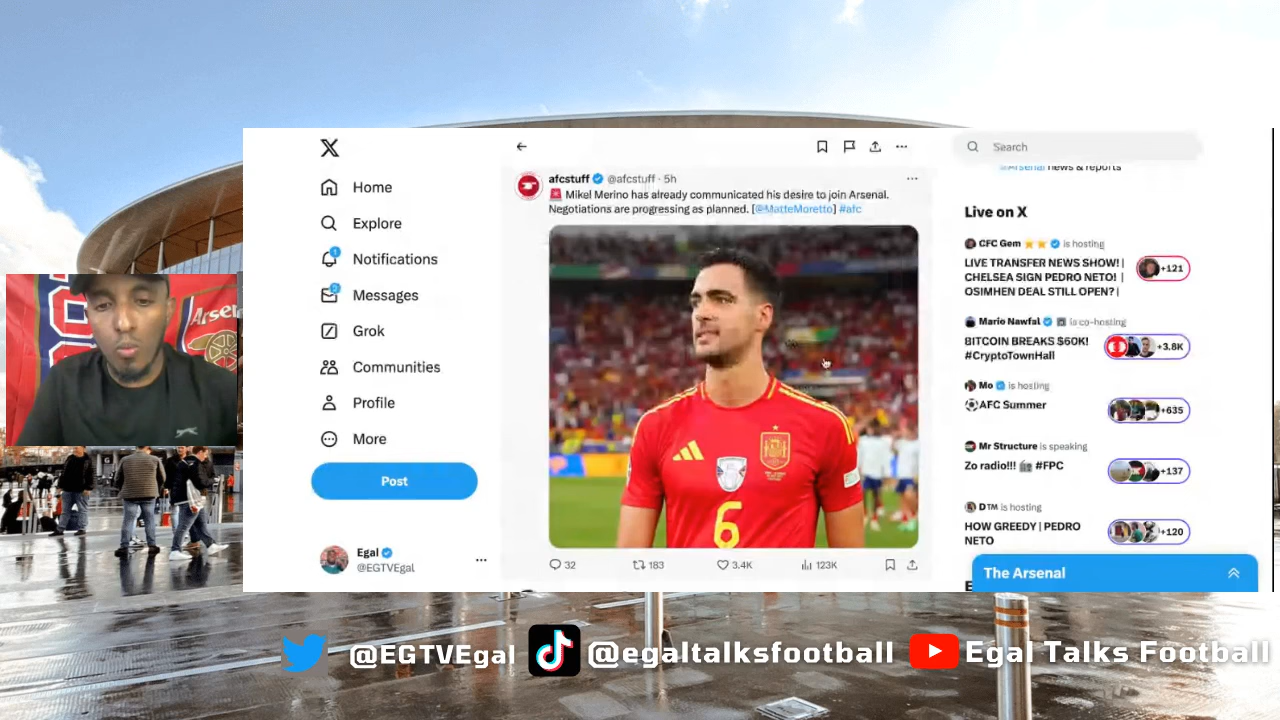 Home
Explore
Notifications
Messages
Grok
Communities
Profile
More
Post
Egal
@EGTVEgal
afcstuff @afcstuff · 5h
🚨 Mikel Merino has already communicated his desire to join Arsenal.
Negotiations are progressing as planned. [@MatteMoretto] #afc
6
32 183 3.4K 123K
Search
@Arsenal news & reports
Live on X
CFC Gem ⭐⭐ is hosting
LIVE TRANSFER NEWS SHOW! |
CHELSEA SIGN PEDRO NETO! |
OSIMHEN DEAL STILL OPEN? |
+121
Mario Nawfal is co-hosting
BITCOIN BREAKS $60K!
#CryptoTownHall
+3.8K
Mo is hosting
⚽AFC Summer
+635
Mr Structure is speaking
Zo radio!!! 📻 #FPC
+137
D™ is hosting
HOW GREEDY | PEDRO
NETO
+120
The Arsenal
Arsen
@EGTVEgal
@egaltalksfootball
Egal Talks Football